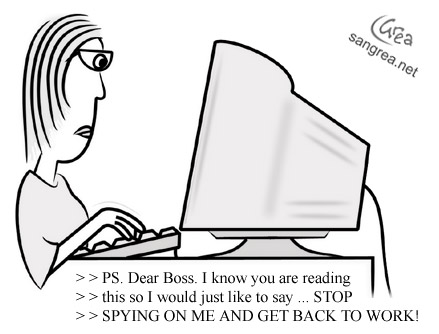 Crea
sangrea.net
> > PS. Dear Boss. I know you are reading
> > this so I would just like to say ... STOP
> > SPYING ON ME AND GET BACK TO WORK!